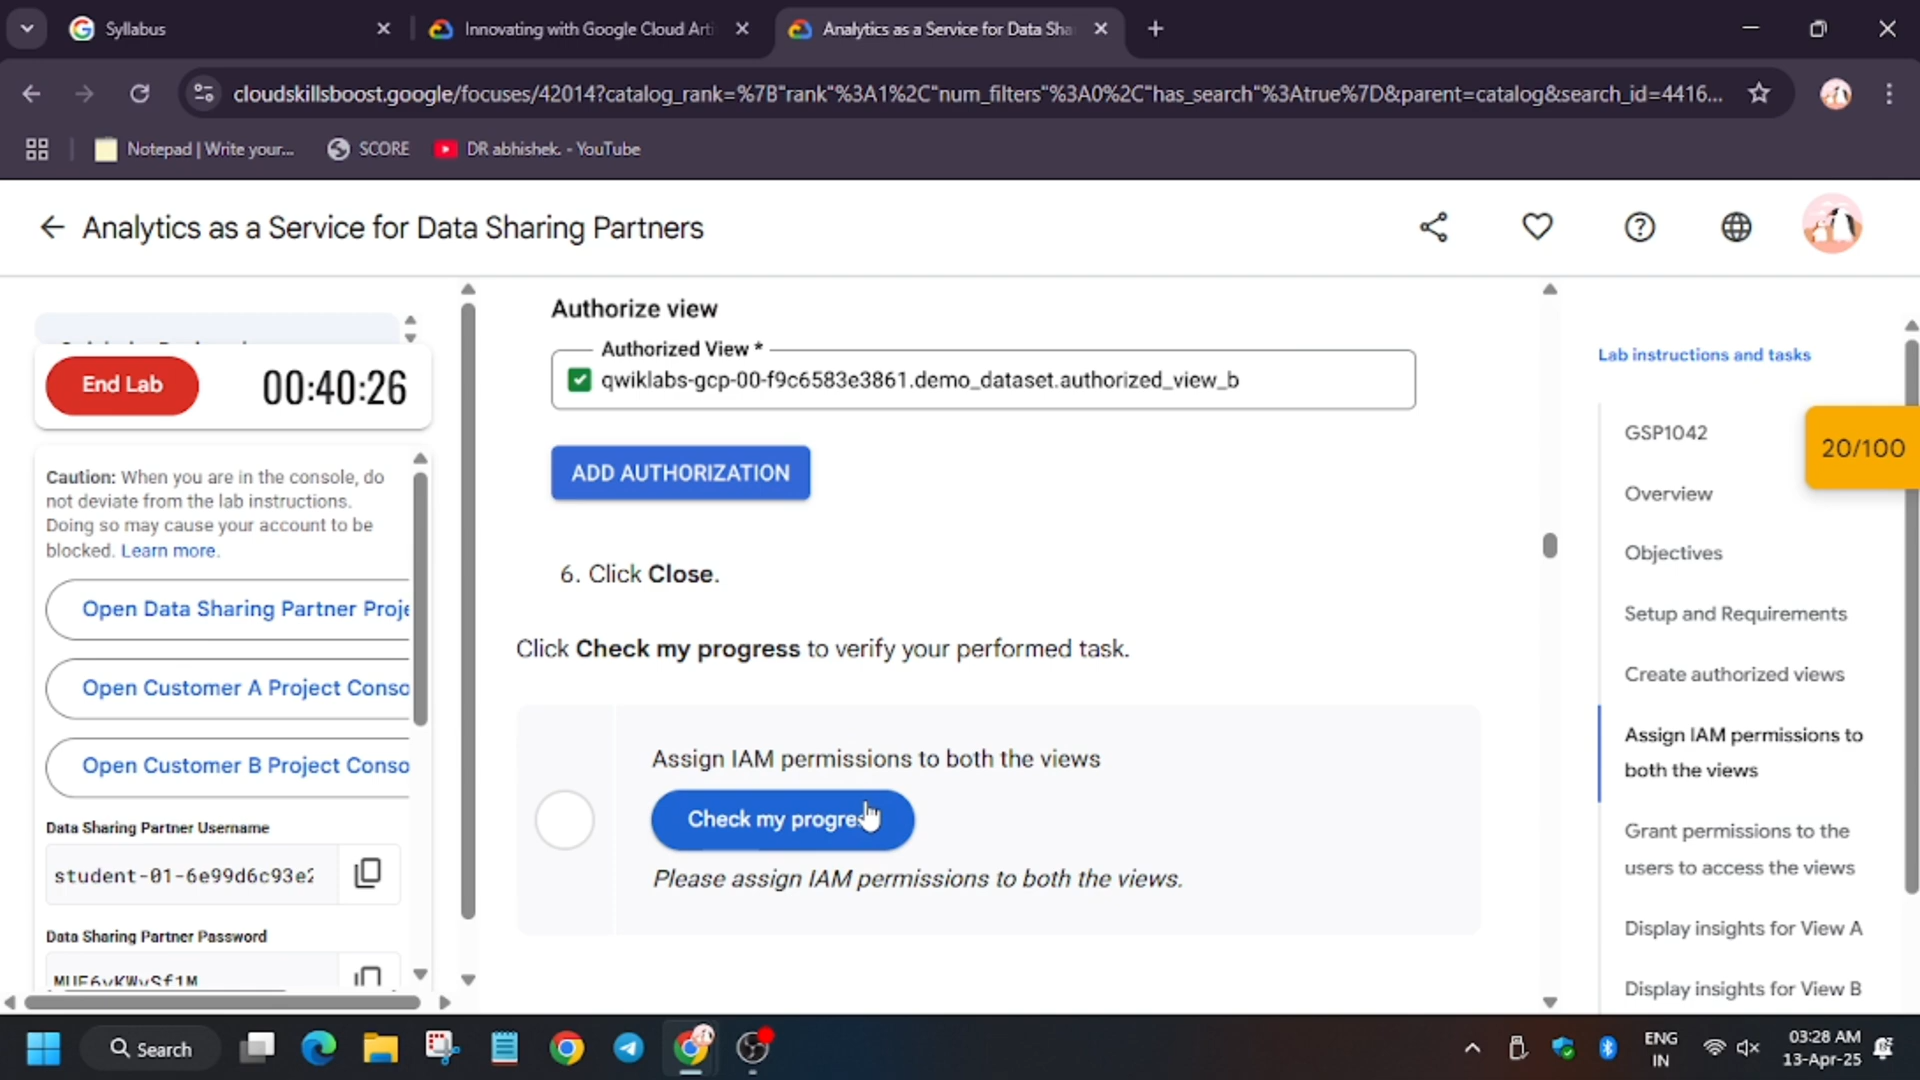 Syllabus
Innovating with Google Cloud Arti
Analytics as a Service for Data Sha
cloudskillsboost.google/focuses/42014?catalog_rank=%7B"rank"%3A1%2C"num_filters"%3A0%2C"has_search"%3Atrue%7D&parent=catalog&search_id=4416...
Notepad | Write your...
SCORE
DR abhishek. - YouTube
Analytics as a Service for Data Sharing Partners
End Lab
00:40:26
Caution: When you are in the console, do
not deviate from the lab instructions.
Doing so may cause your account to be
blocked. Learn more.
Open Data Sharing Partner Proje
Open Customer A Project Conso
Open Customer B Project Conso
Data Sharing Partner Username
student-01-6e99d6c93e2
Data Sharing Partner Password
MUE6yKWvSf1M
Authorize view
Authorized View *
qwiklabs-gcp-00-f9c6583e3861.demo_dataset.authorized_view_b
ADD AUTHORIZATION
6. Click Close.
Click Check my progress to verify your performed task.
Assign IAM permissions to both the views
Check my progre
Please assign IAM permissions to both the views.
Lab instructions and tasks
GSP1042
20/100
Overview
Objectives
Setup and Requirements
Create authorized views
Assign IAM permissions to
both the views
Grant permissions to the
users to access the views
Display insights for View A
Display insights for View B
Search
ENG
IN
03:28 AM
13-Apr-25